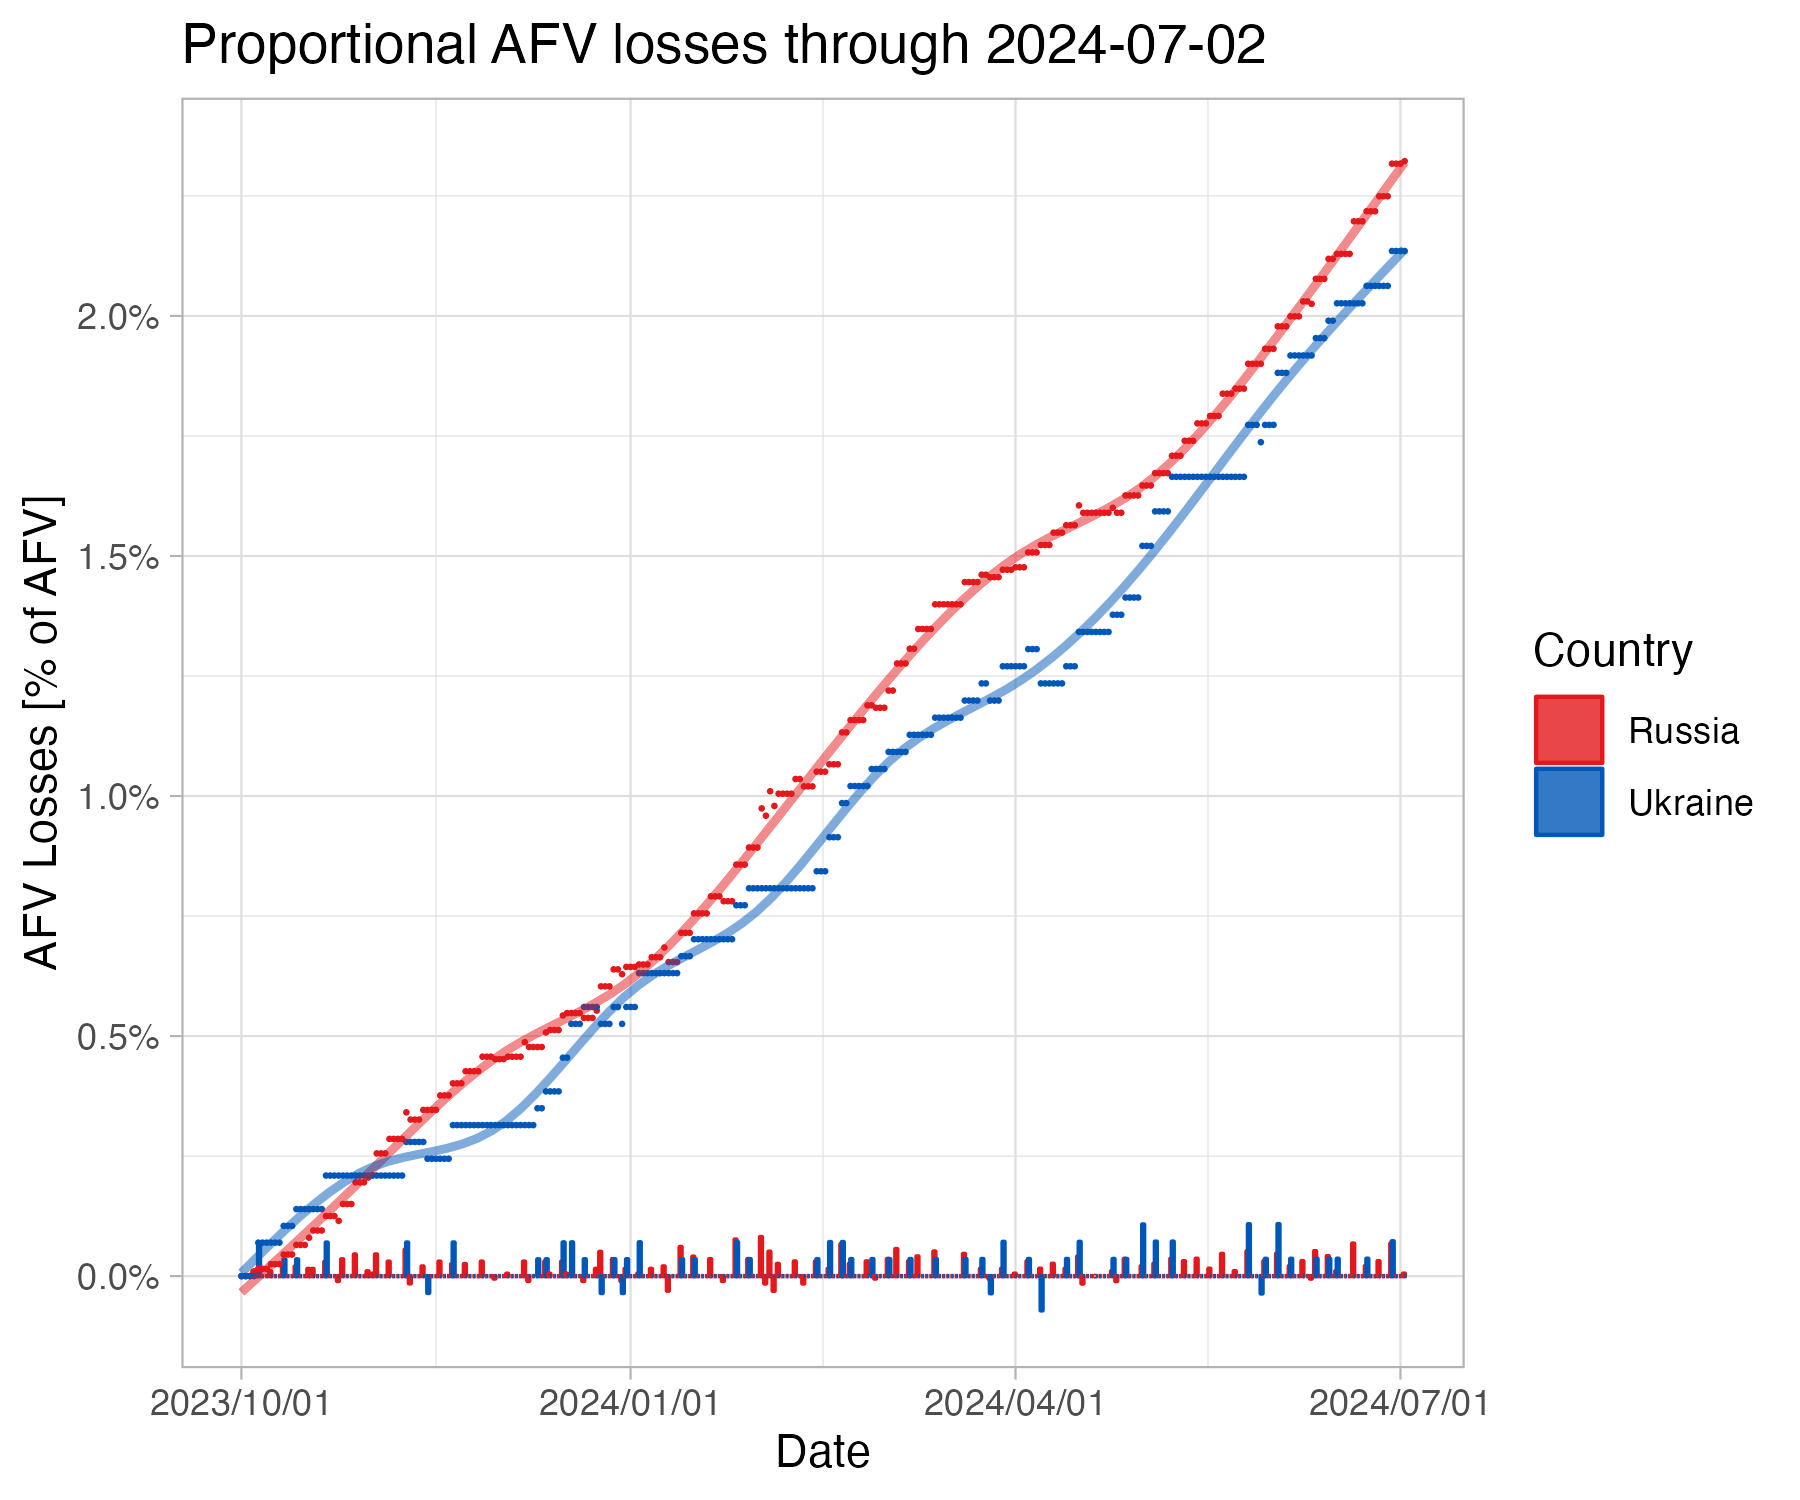 Proportional AFV losses through 2024-07-02
AFV Losses [% of AFV]
2.0%
1.5%
1.0%
0.5%
0.0%
2023/10/01
2024/01/01
2024/04/01
2024/07/01
Date
Country
Russia
Ukraine